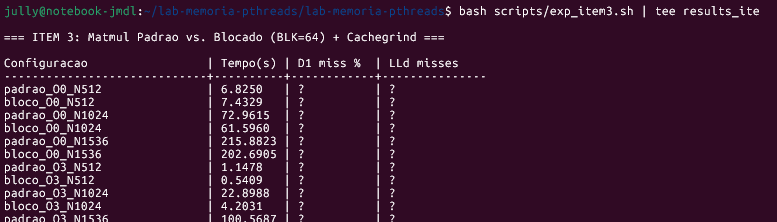 jully@notebook-jmdl:~/lab-memoria-pthreads/lab-memoria-pthreads$ bash scripts/exp_item3.sh | tee results_ite
=== ITEM 3: Matmul Padrao vs. Blocado (BLK=64) + Cachegrind ===
Configuracao | Tempo(s) | D1 miss % | LLd misses
-----------------------------+----------+------------+---------------
padrao_O0_N512 | 6.8250 | ? | ?
bloco_O0_N512 | 7.4329 | ? | ?
padrao_O0_N1024 | 72.9615 | ? | ?
bloco_O0_N1024 | 61.5960 | ? | ?
padrao_O0_N1536 | 215.8823 | ? | ?
bloco_O0_N1536 | 202.6905 | ? | ?
padrao_O3_N512 | 1.1478 | ? | ?
bloco_O3_N512 | 0.5409 | ? | ?
padrao_O3_N1024 | 22.8988 | ? | ?
bloco_O3_N1024 | 4.2031 | ? | ?
padrao_O3_N1536 | 100.5687 | ? | ?